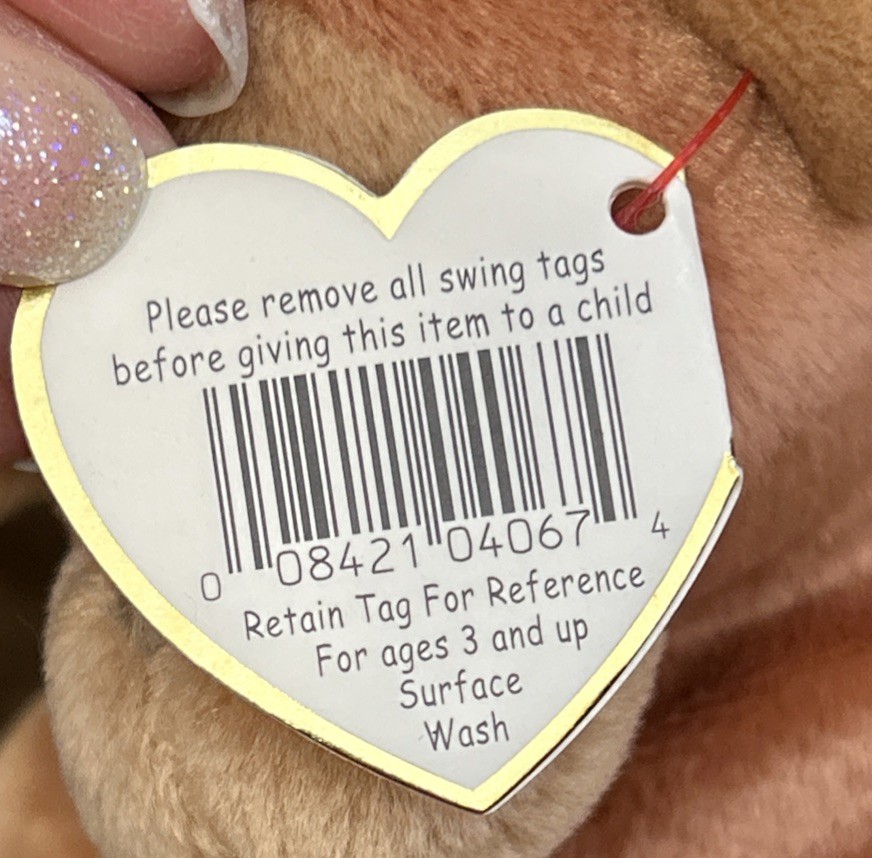 Please remove all swing tags
before giving this item to a child
0 08421 04067 4
Retain Tag For Reference
For ages 3 and up
Surface
Wash